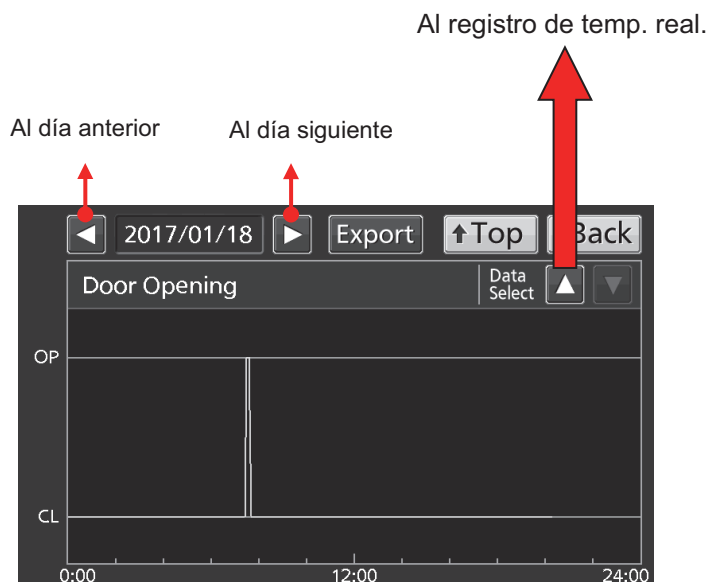 Al registro de temp. real.
Al día anterior
Al día siguiente
2017/01/18 Export Top Back
Door Opening Data
Select
OP
CL
0:00 12:00 24:00